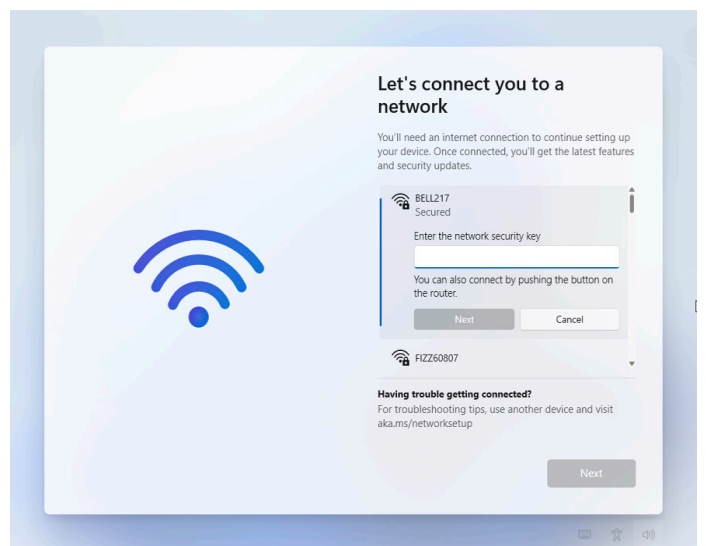 Let's connect you to a
network
You'll need an internet connection to continue setting up
your device. Once connected, you'll get the latest features
and security updates.
BELL217
Secured
Enter the network security key
You can also connect by pushing the button on
the router.
Next
Cancel
FIZZ60807
Having trouble getting connected?
For troubleshooting tips, use another device and visit
aka.ms/networksetup
Next